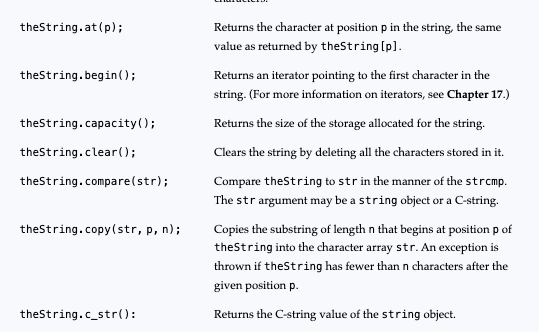 characters.
theString.at(p); Returns the character at position p in the string, the same
value as returned by theString[p].
theString.begin(); Returns an iterator pointing to the first character in the
string. (For more information on iterators, see Chapter 17.)
theString.capacity(); Returns the size of the storage allocated for the string.
theString.clear(); Clears the string by deleting all the characters stored in it.
theString.compare(str); Compare theString to str in the manner of the strcmp.
The str argument may be a string object or a C-string.
theString.copy(str, p, n); Copies the substring of length n that begins at position p of
theString into the character array str. An exception is
thrown if theString has fewer than n characters after the
given position p.
theString.c_str(): Returns the C-string value of the string object.